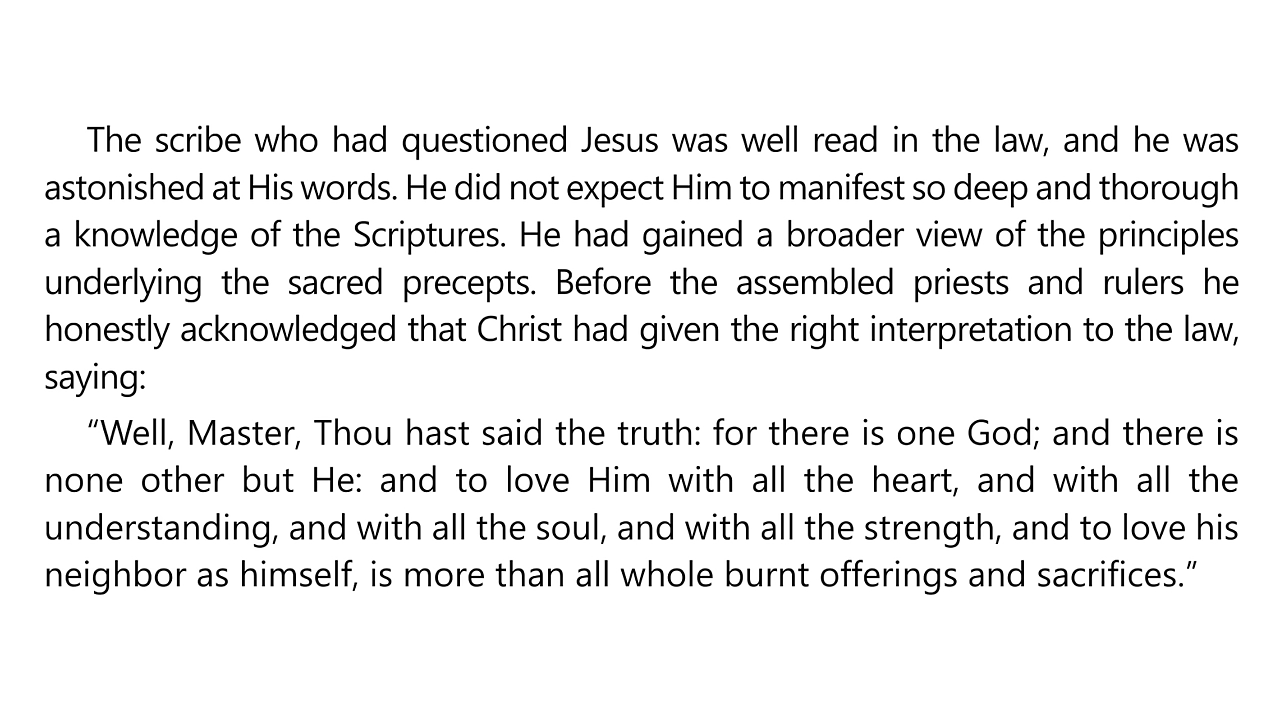 The scribe who had questioned Jesus was well read in the law, and he was
astonished at His words. He did not expect Him to manifest so deep and thorough
a knowledge of the Scriptures. He had gained a broader view of the principles
underlying the sacred precepts. Before the assembled priests and rulers he
honestly acknowledged that Christ had given the right interpretation to the law,
saying:
“Well, Master, Thou hast said the truth: for there is one God; and there is
none other but He: and to love Him with all the heart, and with all the
understanding, and with all the soul, and with all the strength, and to love his
neighbor as himself, is more than all whole burnt offerings and sacrifices.”